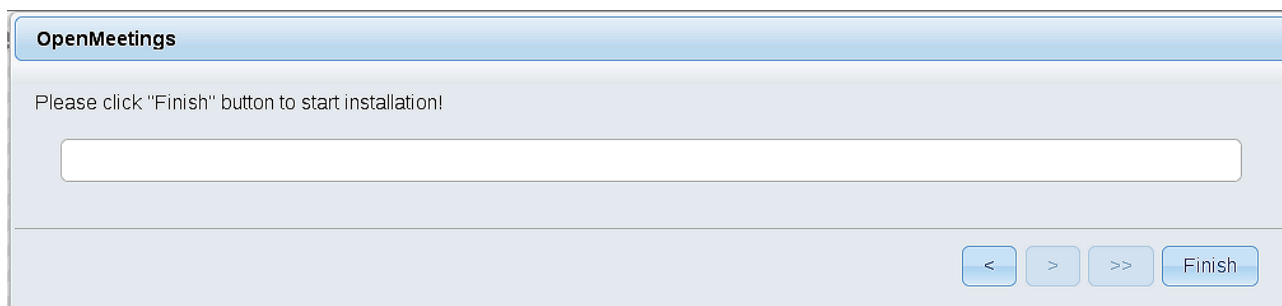 OpenMeetings
Please click "Finish" button to start installation!
< > >> Finish